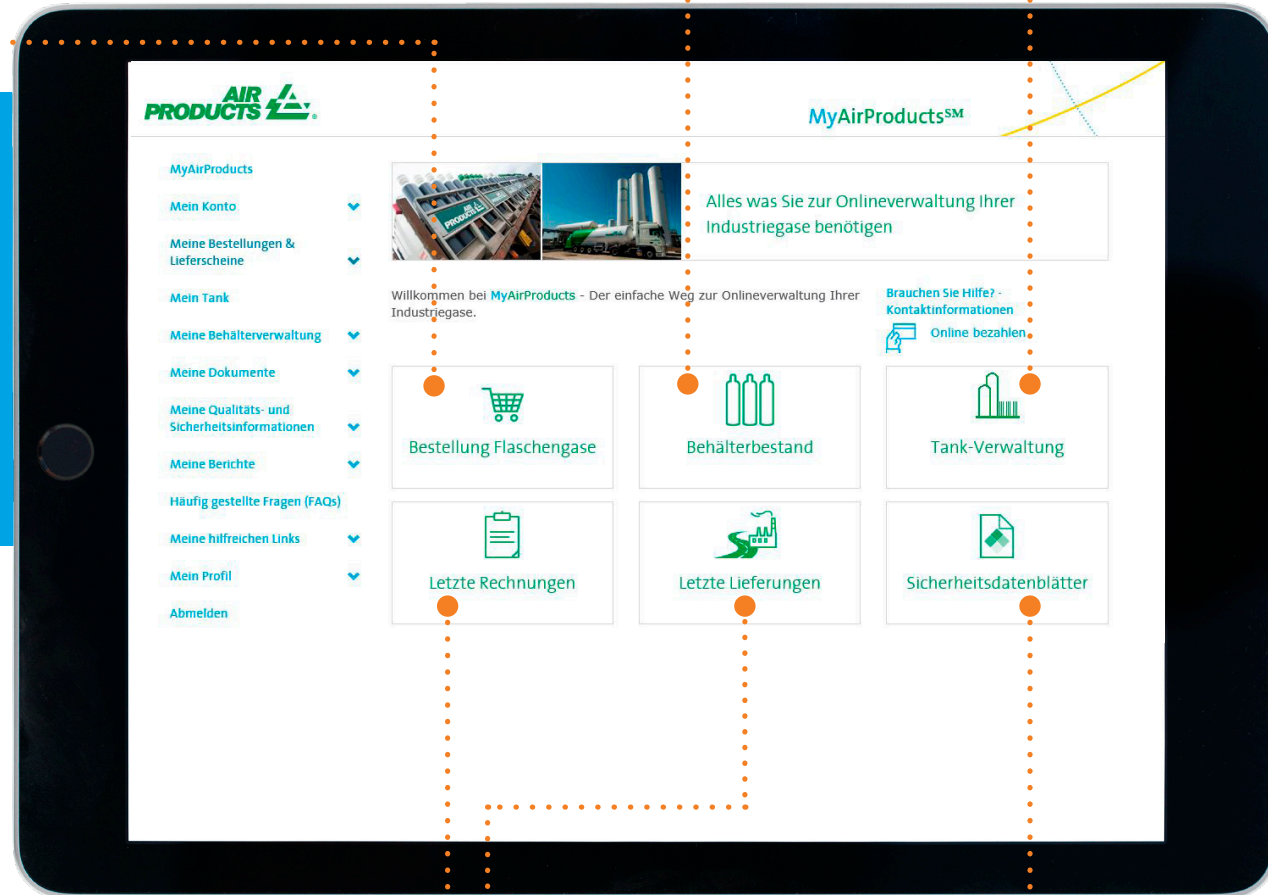 AIR
PRODUCTS
MyAirProducts℠
MyAirProducts
Mein Konto
Meine Bestellungen &
Lieferscheine
Mein Tank
Meine Behälterverwaltung
Meine Dokumente
Meine Qualitäts- und
Sicherheitsinformationen
Meine Berichte
Häufig gestellte Fragen (FAQs)
Meine hilfreichen Links
Mein Profil
Abmelden
AIR
PRODUCTS
Alles was Sie zur Onlineverwaltung Ihrer
Industriegase benötigen
Willkommen bei MyAirProducts - Der einfache Weg zur Onlineverwaltung Ihrer
Industriegase.
Brauchen Sie Hilfe? -
Kontaktinformationen
Online bezahlen
Bestellung Flaschengase
Behälterbestand
Tank-Verwaltung
Letzte Rechnungen
Letzte Lieferungen
Sicherheitsdatenblätter